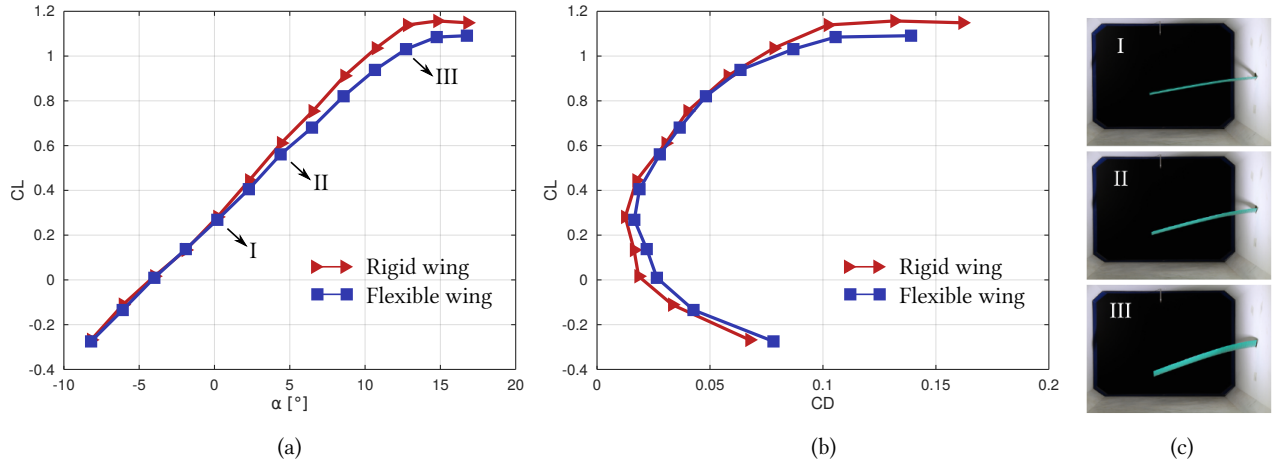 1.2
1
0.8
0.6
0.4
0.2
0
-0.2
-0.4
CL
-10
-5
0
5
10
15
20
α [°]
I
II
III
Rigid wing
Flexible wing
(a)
1.2
1
0.8
0.6
0.4
0.2
0
-0.2
-0.4
CL
0
0.05
0.1
0.15
0.2
CD
Rigid wing
Flexible wing
(b)
I
II
III
(c)